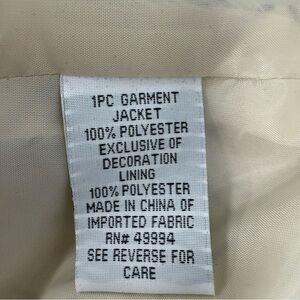 1PC GARMENT
JACKET
100% POLYESTER
EXCLUSIVE OF
DECORATION
LINING
100% POLYESTER
MADE IN CHINA OF
IMPORTED FABRIC
RN# 49994
SEE REVERSE FOR
CARE